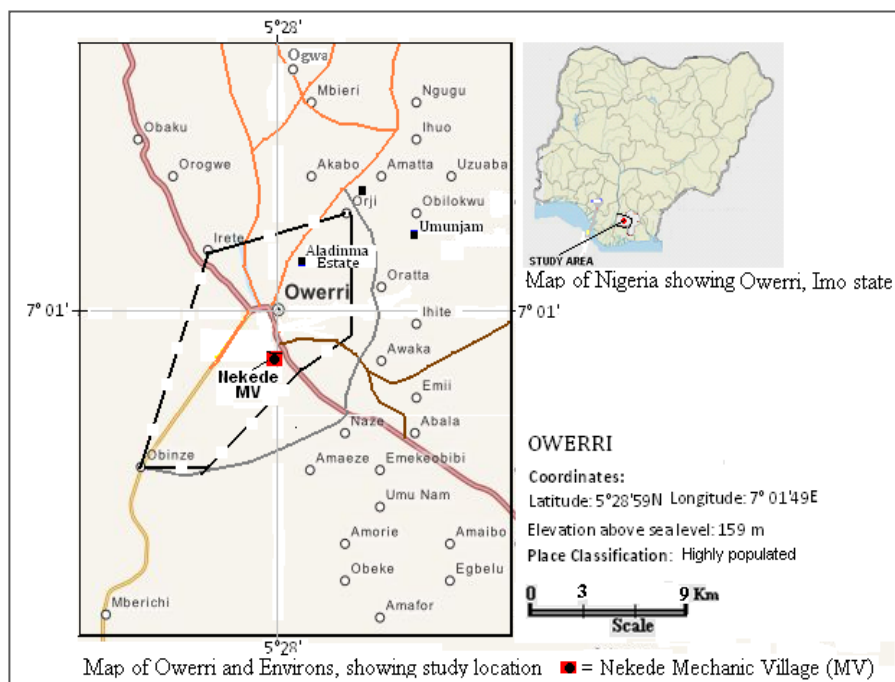 5°28'
Ogwa
Mbieri
Ngugu
Obaku
Ihuo
Orogwe
Akabo
Amatta
Uzuaba
Orji
Obilokwu
Irete
Umunjam
Aladinma
Estate
STUDY AREA
Map of Nigeria showing Owerri, Imo state
Oratta
7° 01'
Owerri
7° 01'
Ihite
Awaka
Nekede
MV
Emii
Naze
Abala
OWERRI
Obinze
Amaeze
Emekeobibi
Coordinates:
Latitude: 5°28'59N Longitude: 7° 01'49E
Umu Nam
Elevation above sea level: 159 m
Amorie
Amaibo
Place Classification: Highly populated
Obeke
Egbelu
0 3 9 Km
Scale
Mberichi
Amafor
5°28'
Map of Owerri and Environs, showing study location = Nekede Mechanic Village (MV)